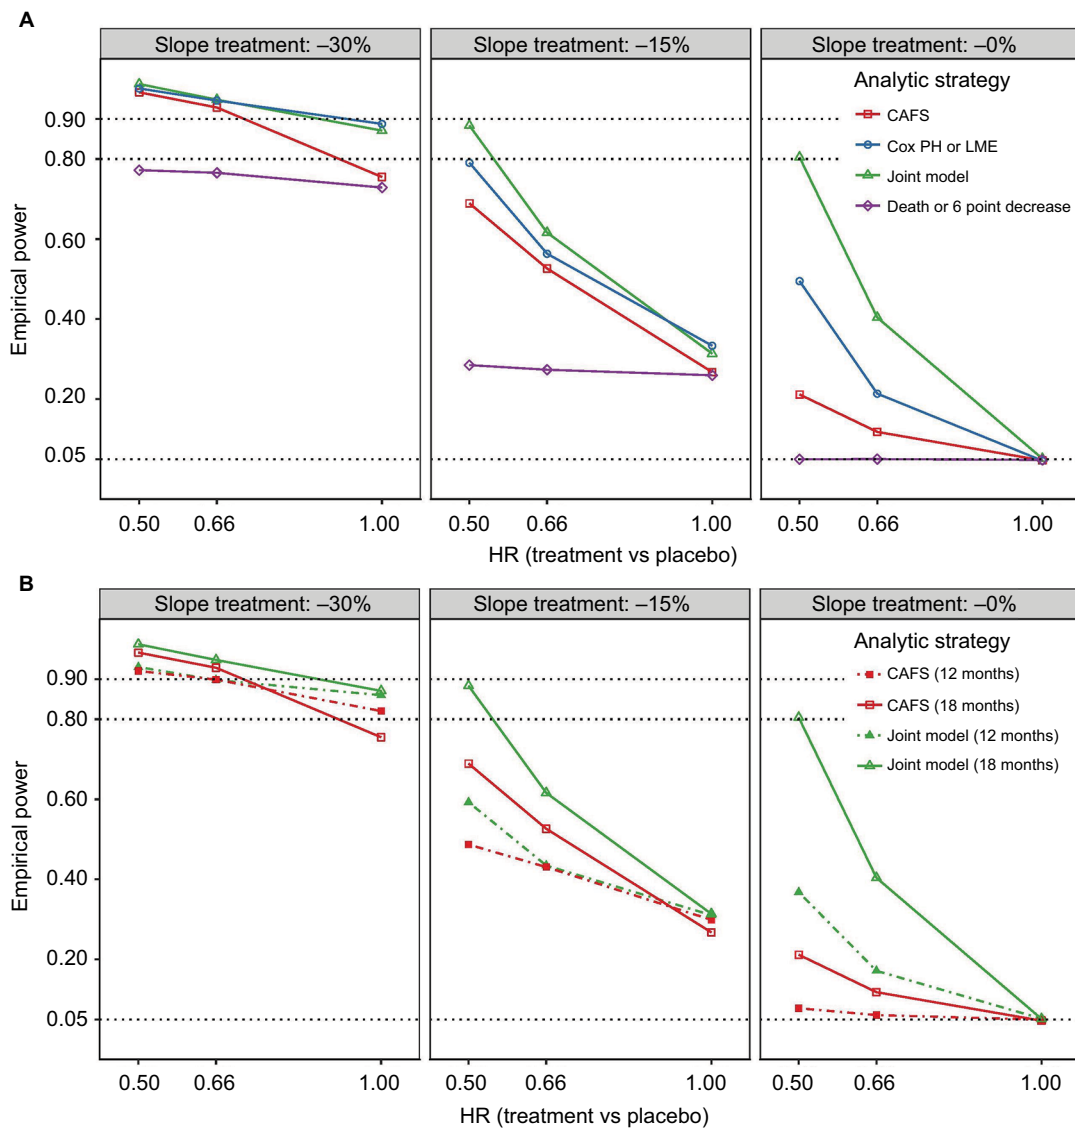 A
Slope treatment: –30%
Slope treatment: –15%
Slope treatment: –0%
Analytic strategy
CAFS
Cox PH or LME
Joint model
Death or 6 point decrease
Empirical power
0.90
0.80
0.60
0.40
0.20
0.05
0.50 0.66 1.00
0.50 0.66 1.00
0.50 0.66 1.00
HR (treatment vs placebo)
B
Slope treatment: –30%
Slope treatment: –15%
Slope treatment: –0%
Analytic strategy
CAFS (12 months)
CAFS (18 months)
Joint model (12 months)
Joint model (18 months)
Empirical power
0.90
0.80
0.60
0.40
0.20
0.05
0.50 0.66 1.00
0.50 0.66 1.00
0.50 0.66 1.00
HR (treatment vs placebo)